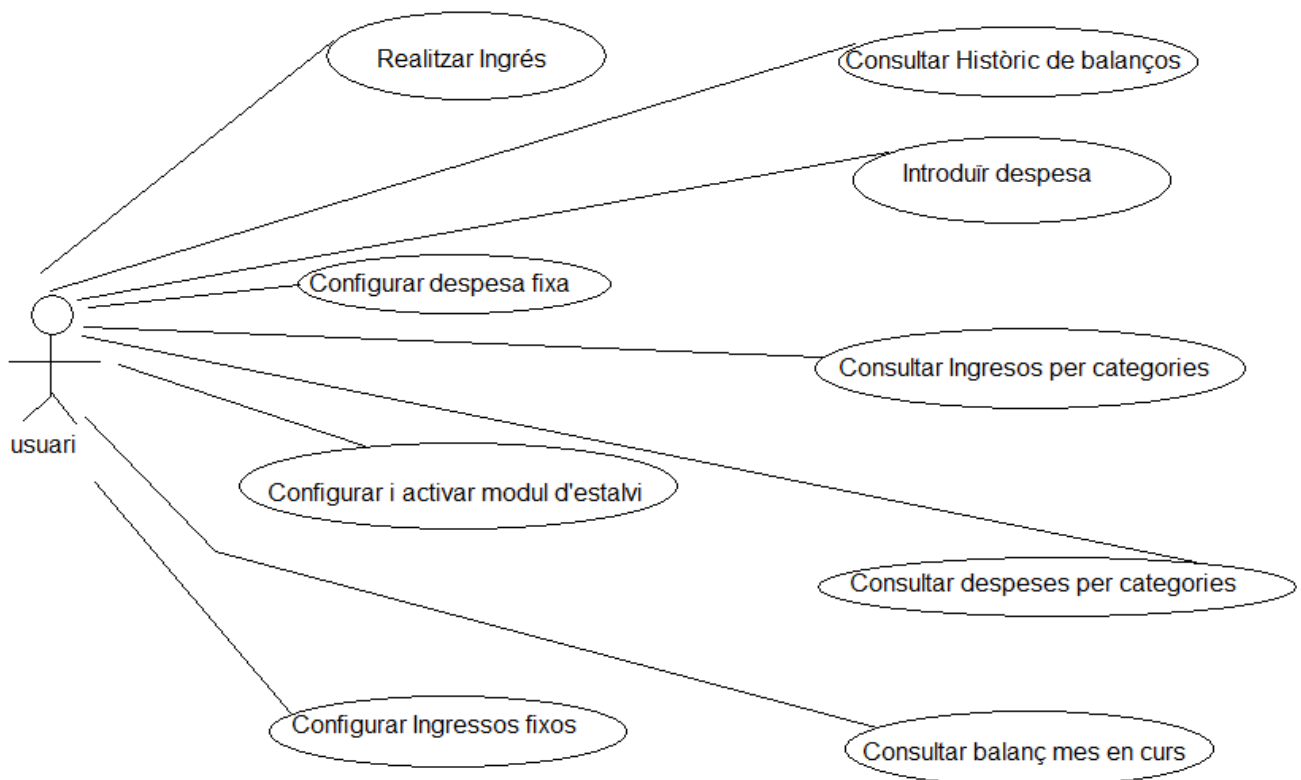 Realitzar Ingrés
Consultar Històric de balanços
Introduïr despesa
Configurar despesa fixa
Consultar Ingresos per categories
usuari
Configurar i activar modul d'estalvi
Consultar despeses per categories
Configurar Ingressos fixos
Consultar balanç mes en curs